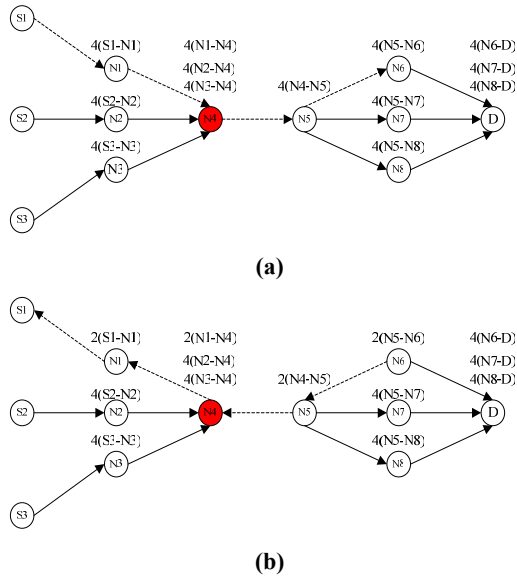 S1
4(S1-N1) 4(N1-N4) 4(N5-N6) 4(N6-D)
N1 4(N2-N4) N6 4(N7-D)
4(S2-N2) 4(N3-N4) 4(N4-N5) 4(N5-N7) 4(N8-D)
S2 N2 N4 N5 N7 D
4(S3-N3) 4(N5-N8)
N3 N8
S3
(a)
S1
2(S1-N1) 2(N1-N4) 2(N5-N6) 4(N6-D)
N1 4(N2-N4) N6 4(N7-D)
4(S2-N2) 4(N3-N4) 2(N4-N5) 4(N5-N7) 4(N8-D)
S2 N2 N4 N5 N7 D
4(S3-N3) 4(N5-N8)
N3 N8
S3
(b)